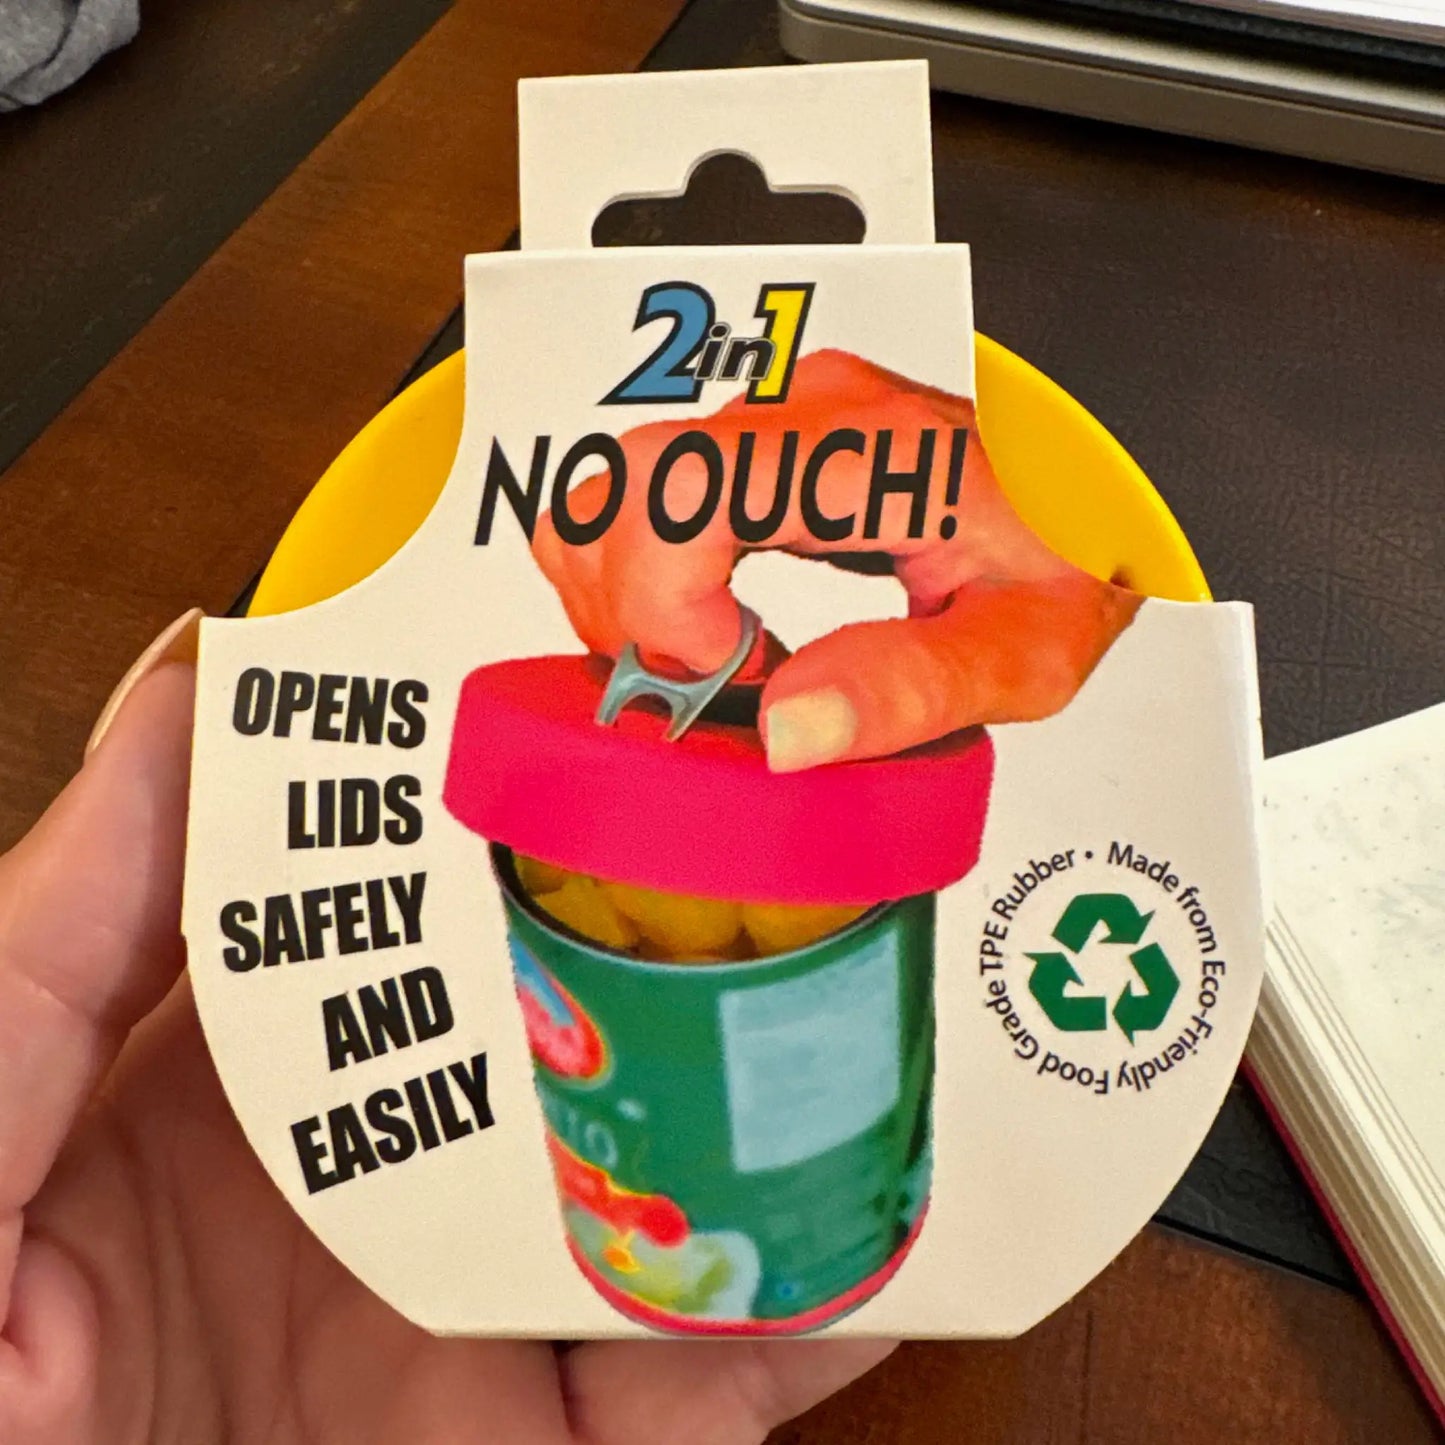 2in1
NO OUCH!
OPENS
LIDS
SAFELY
AND
EASILY
Made from Eco-Friendly Food Grade TPE Rubber •